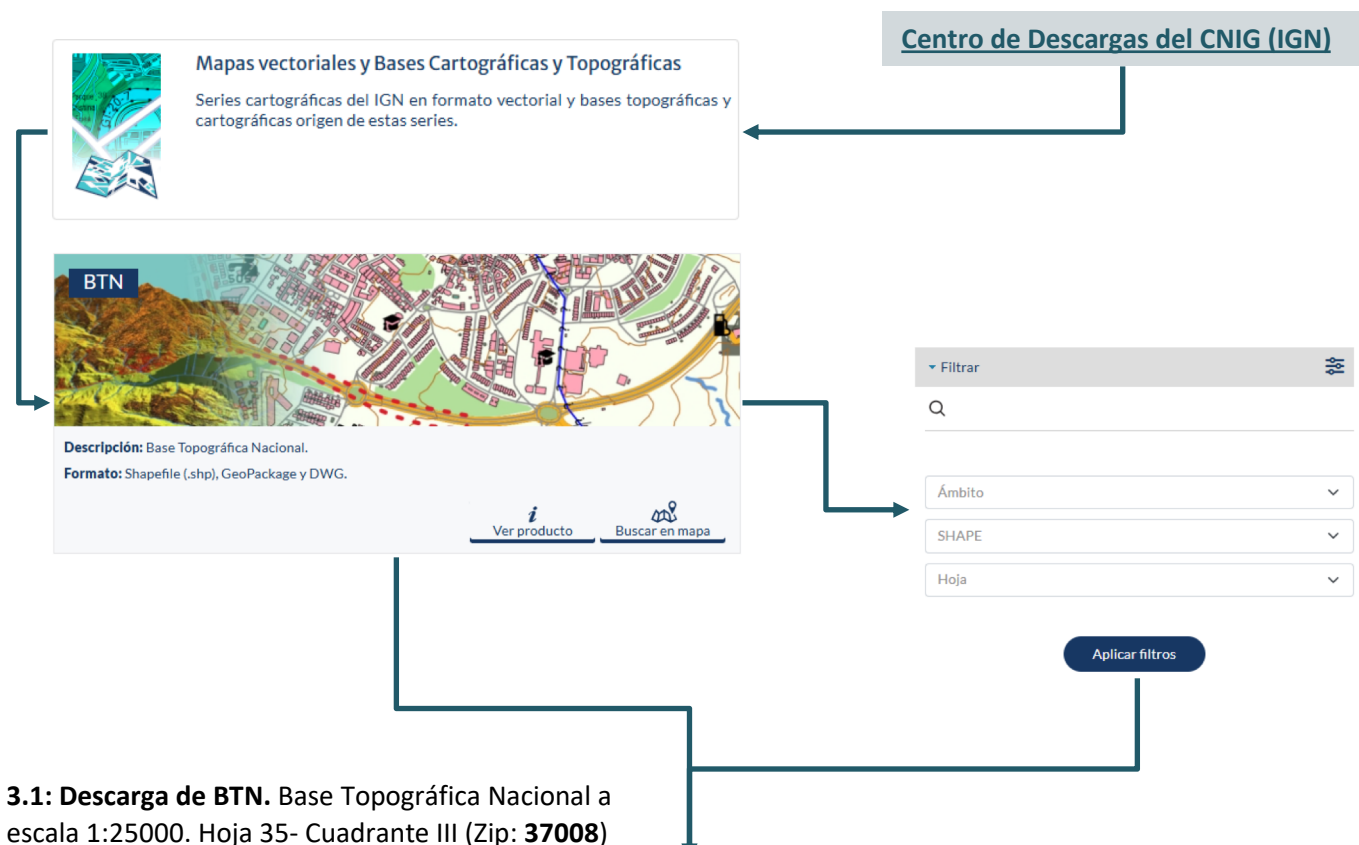 Centro de Descargas del CNIG (IGN)
Mapas vectoriales y Bases Cartográficas y Topográficas
Series cartográficas del IGN en formato vectorial y bases topográficas y
cartográficas origen de estas series.
BTN
Descripción: Base Topográfica Nacional.
Formato: Shapefile (.shp), GeoPackage y DWG.
Ver producto
Buscar en mapa
Filtrar
Ámbito
SHAPE
Hoja
Aplicar filtros
3.1: Descarga de BTN. Base Topográfica Nacional a
escala 1:25000. Hoja 35- Cuadrante III (Zip: 37008)